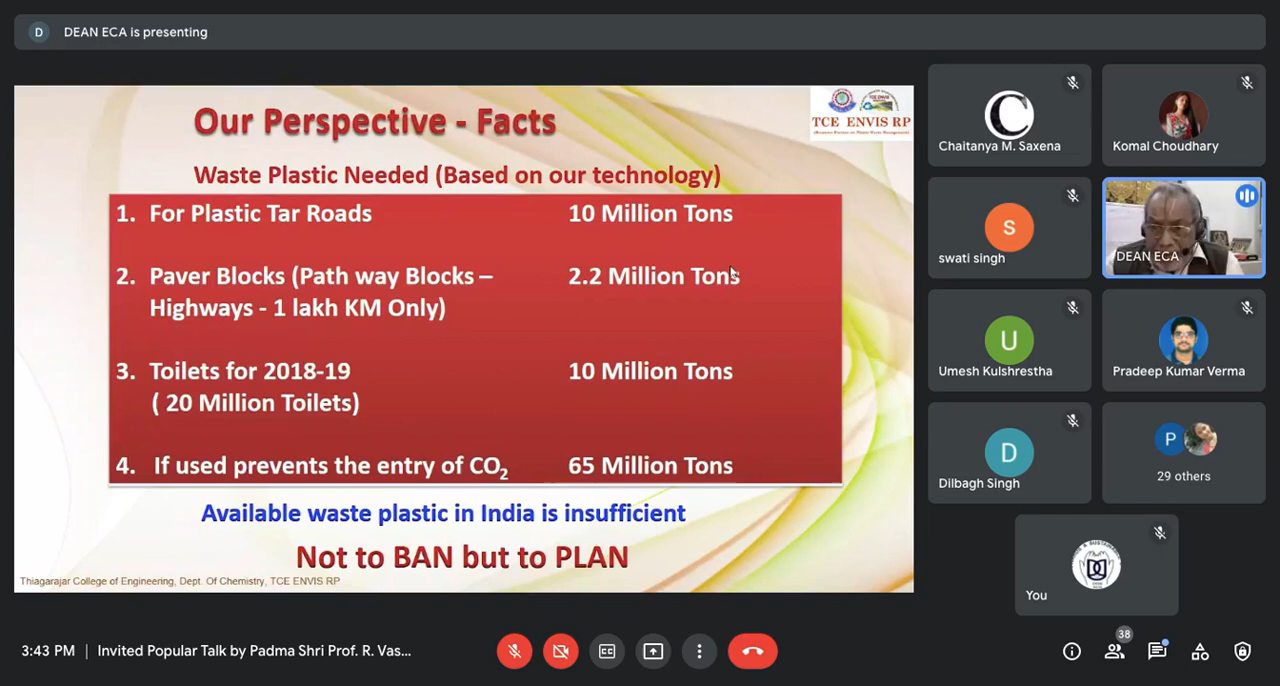 D DEAN ECA is presenting
Our Perspective - Facts
TCE ENVIS RP
Waste Plastic Needed (Based on our technology)
1. For Plastic Tar Roads 10 Million Tons
2. Paver Blocks (Path way Blocks – 2.2 Million Tons
Highways - 1 lakh KM Only)
3. Toilets for 2018-19 10 Million Tons
( 20 Million Toilets)
4. If used prevents the entry of CO₂ 65 Million Tons
Available waste plastic in India is insufficient
Not to BAN but to PLAN
Thiagarajar College of Engineering, Dept. Of Chemistry, TCE ENVIS RP
C
Chaitanya M. Saxena
Komal Choudhary
S
swati singh
DEAN ECA
U
Umesh Kulshrestha
Pradeep Kumar Verma
D
Dilbagh Singh
P
29 others
You
3:43 PM | Invited Popular Talk by Padma Shri Prof. R. Vas...
CC
38